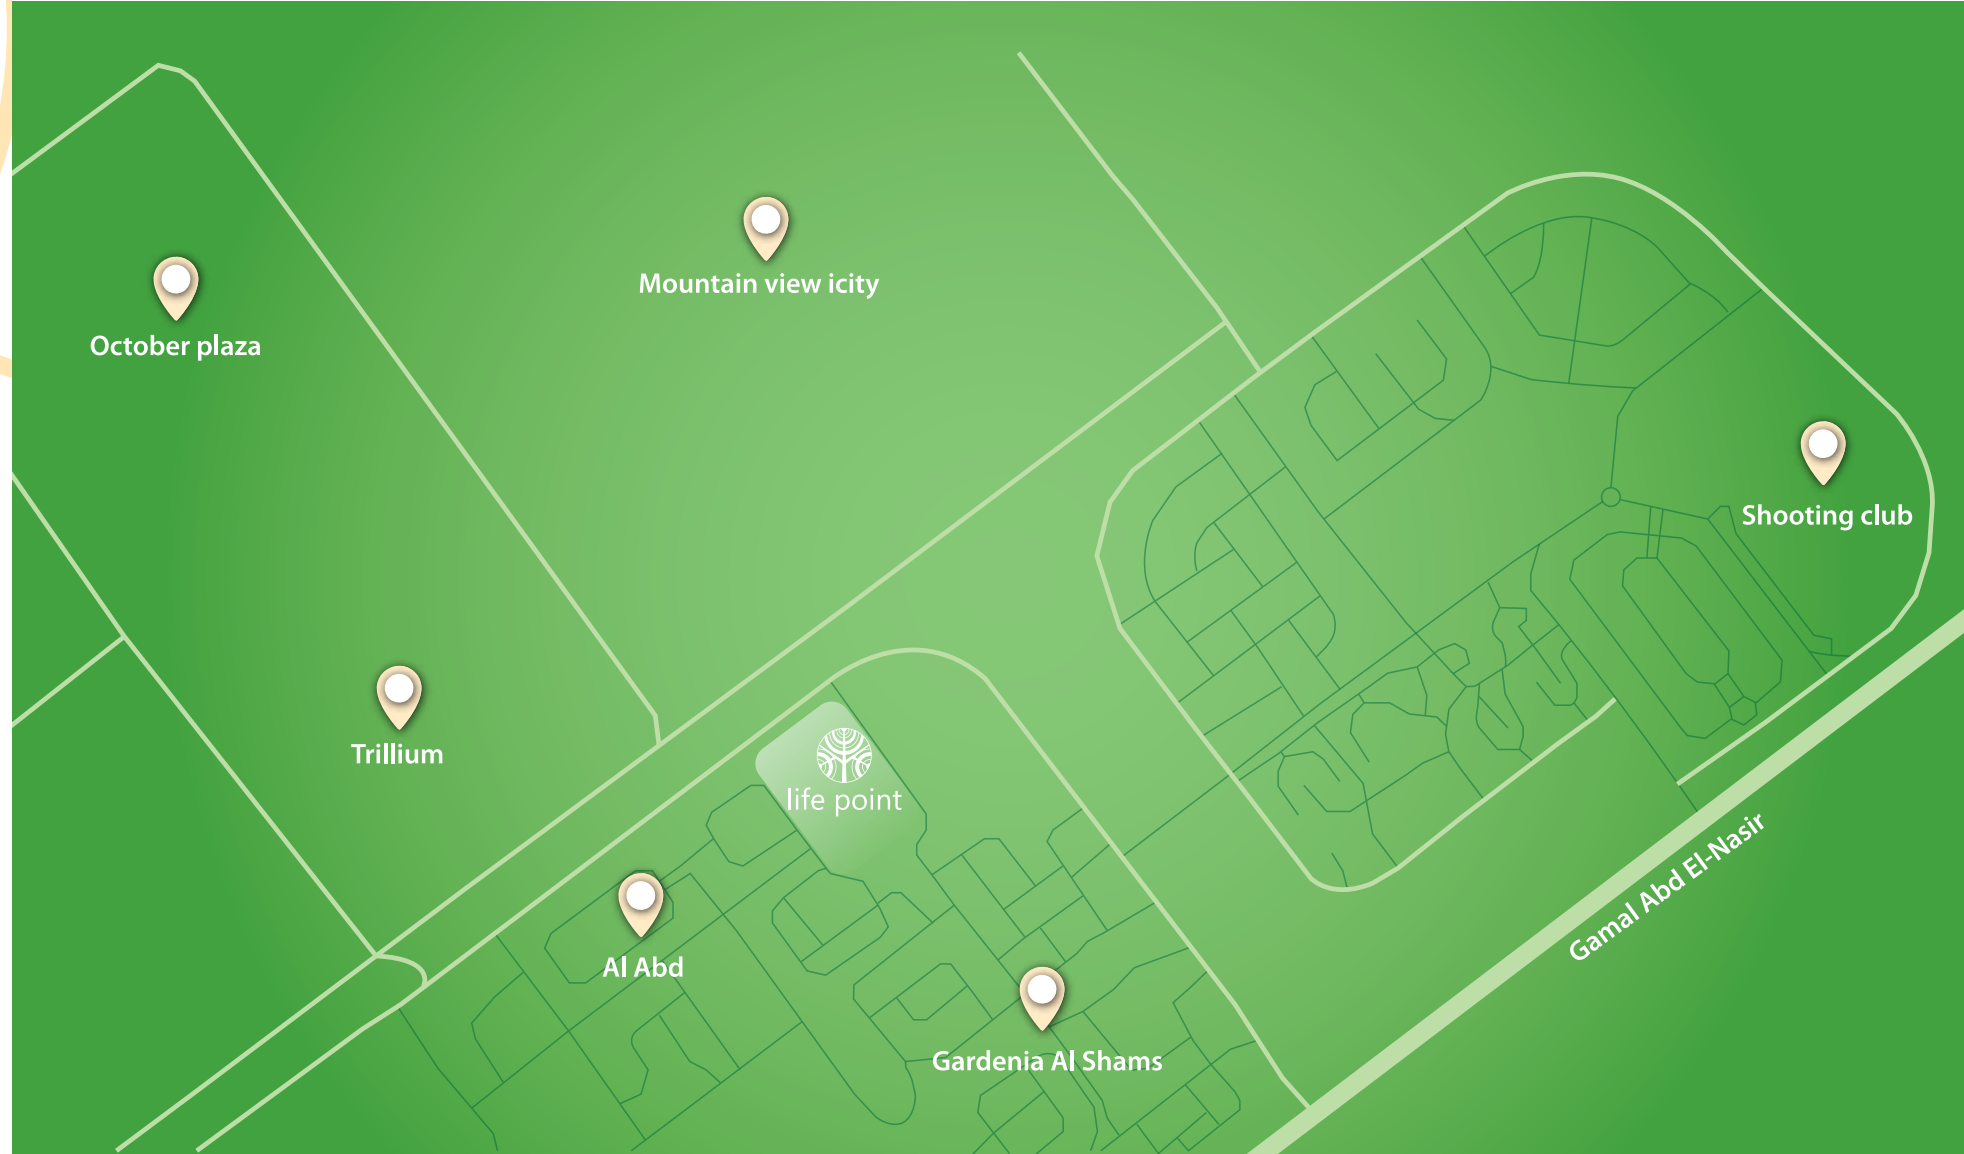 Mountain view icity
October plaza
Shooting club
Trillium
life point
Gamal Abd El-Nasir
Al Abd
Gardenia Al Shams